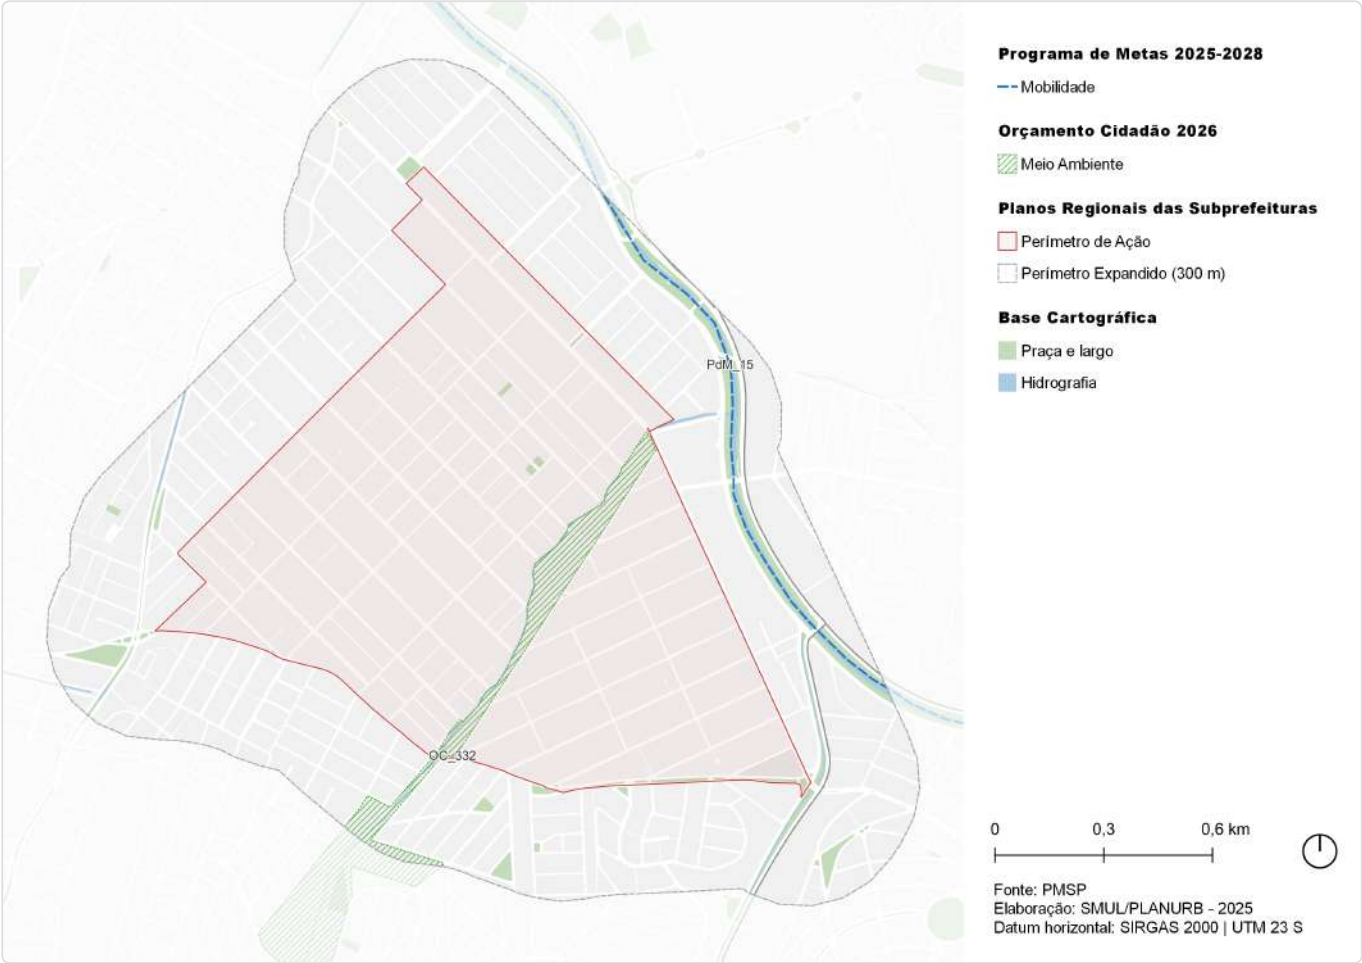 Programa de Metas 2025-2028
Mobilidade
Orçamento Cidadão 2026
Meio Ambiente
Planos Regionais das Subprefeituras
Perímetro de Ação
Perímetro Expandido (300 m)
Base Cartográfica
Praça e largo
Hidrografia
PdM_15
OC_332
0 0,3 0,6 km
Fonte: PMSP
Elaboração: SMUL/PLANURB - 2025
Datum horizontal: SIRGAS 2000 | UTM 23 S